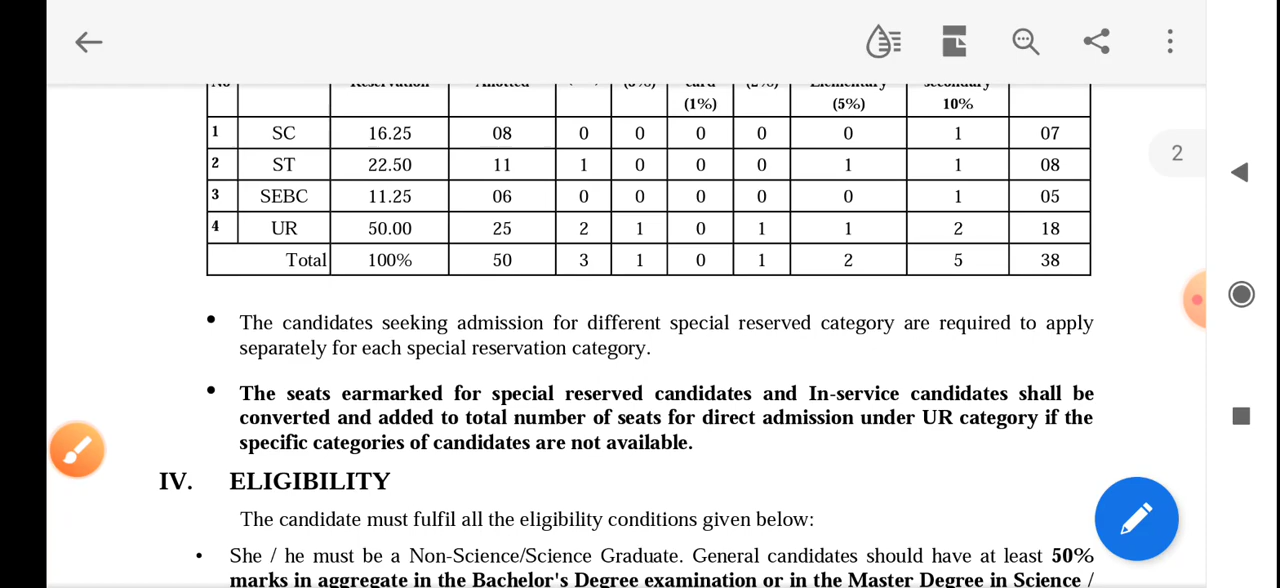 (1%) (5%) 10%
1 SC 16.25 08 0 0 0 0 0 1 07
2 ST 22.50 11 1 0 0 0 1 1 08
3 SEBC 11.25 06 0 0 0 0 0 1 05
4 UR 50.00 25 2 1 0 1 1 2 18
Total 100% 50 3 1 0 1 2 5 38
2
• The candidates seeking admission for different special reserved category are required to apply
separately for each special reservation category.
• The seats earmarked for special reserved candidates and In-service candidates shall be
converted and added to total number of seats for direct admission under UR category if the
specific categories of candidates are not available.
IV. ELIGIBILITY
The candidate must fulfil all the eligibility conditions given below:
• She / he must be a Non-Science/Science Graduate. General candidates should have at least 50%
marks in aggregate in the Bachelor's Degree examination or in the Master Degree in Science /